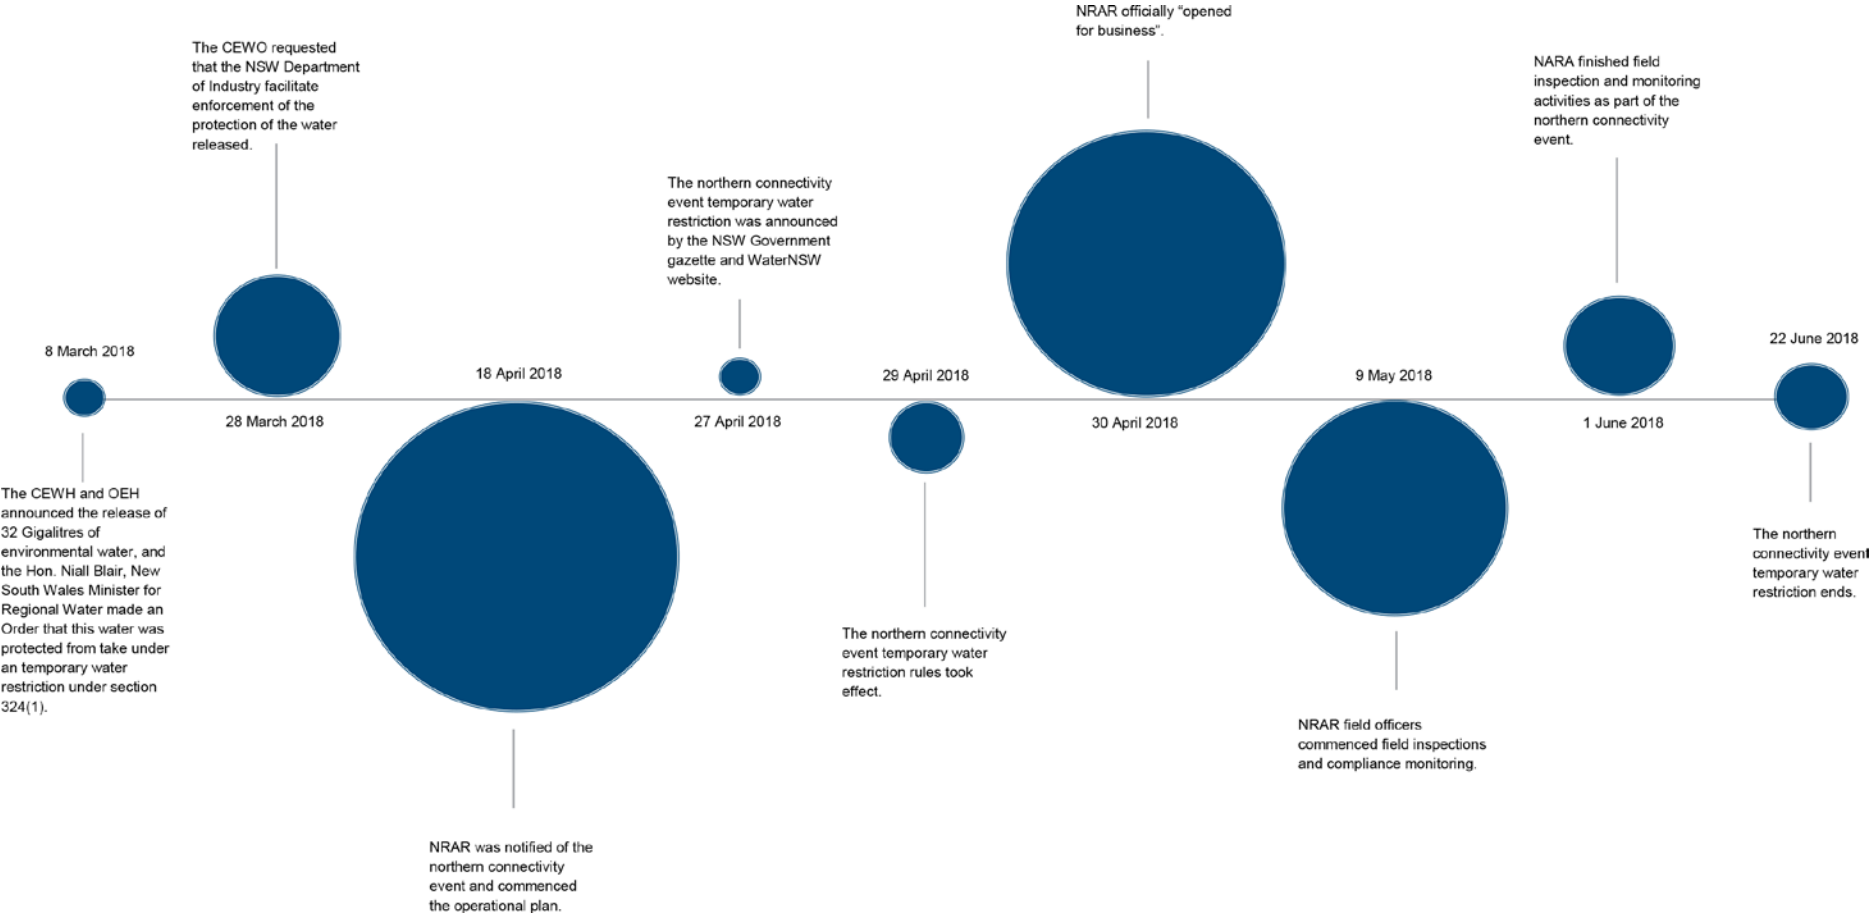 8 March 2018
The CEWH and OEH
announced the release of
32 Gigalitres of
environmental water, and
the Hon. Niall Blair, New
South Wales Minister for
Regional Water made an
Order that this water was
protected from take under
an temporary water
restriction under section
324(1).
The CEWO requested
that the NSW Department
of Industry facilitate
enforcement of the
protection of the water
released.
28 March 2018
18 April 2018
NRAR was notified of the
northern connectivity
event and commenced
the operational plan.
The northern connectivity
event temporary water
restriction was announced
by the NSW Government
gazette and WaterNSW
website.
27 April 2018
29 April 2018
The northern connectivity
event temporary water
restriction rules took
effect.
NRAR officially “opened
for business”.
30 April 2018
9 May 2018
NRAR field officers
commenced field inspections
and compliance monitoring.
NARA finished field
inspection and monitoring
activities as part of the
northern connectivity
event.
1 June 2018
22 June 2018
The northern
connectivity event
temporary water
restriction ends.